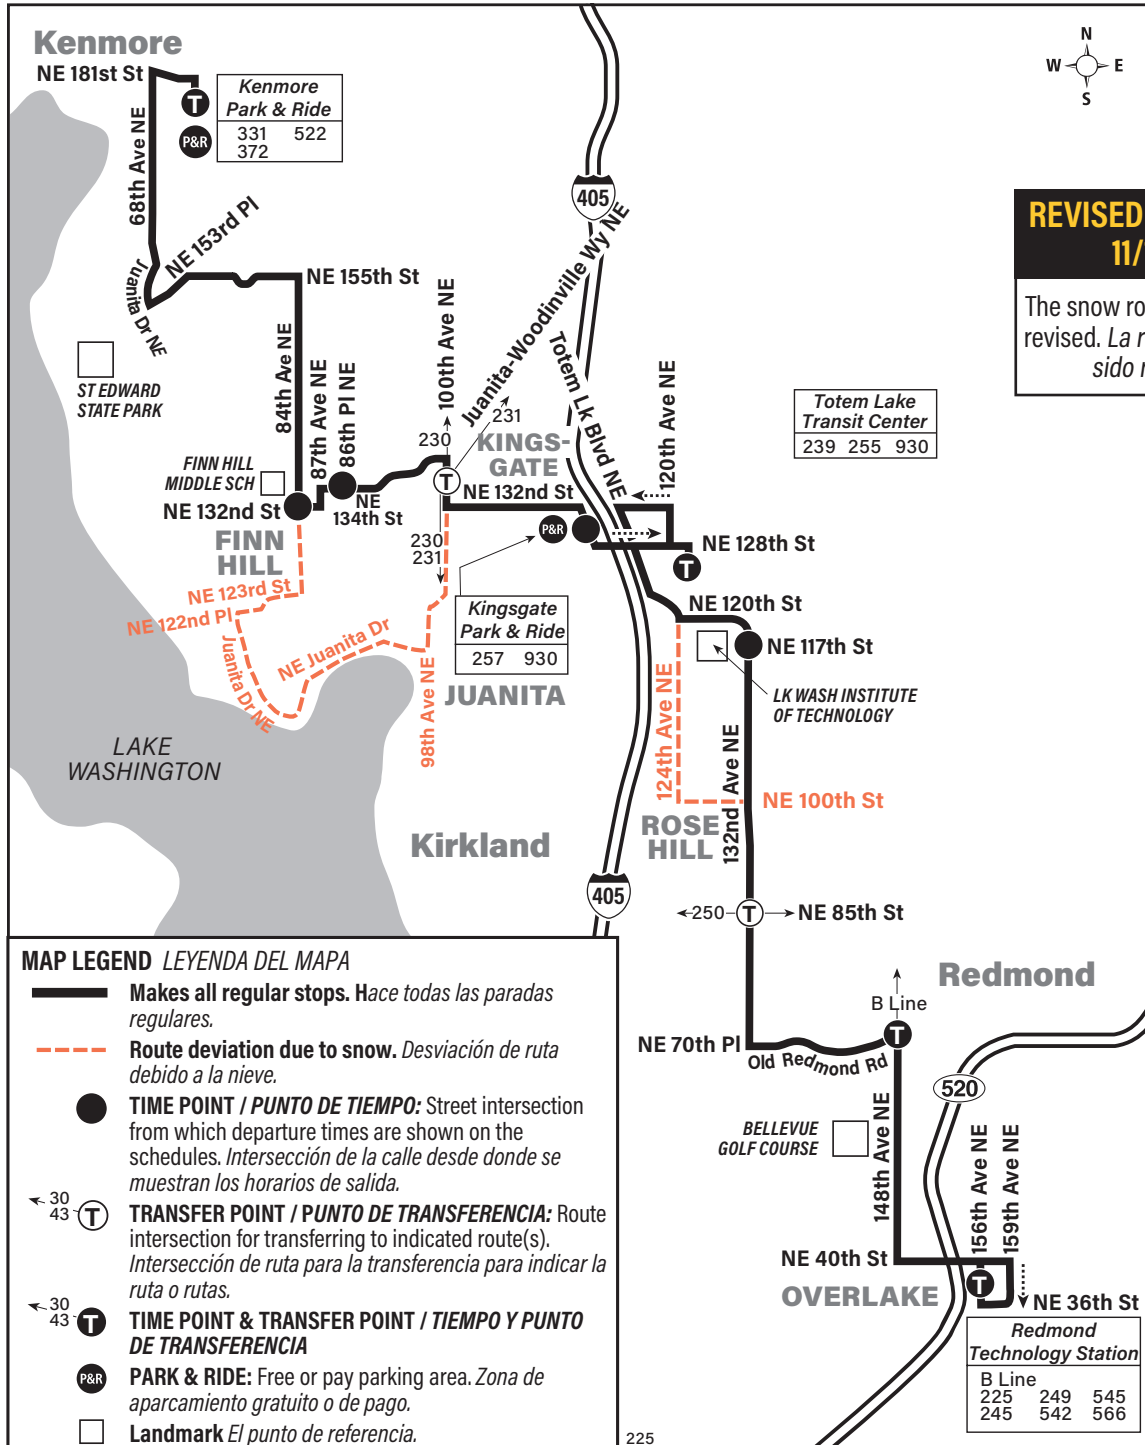 Kenmore
NE 181st St
Kenmore
Park & Ride
331 522
372
T
P&R
68th Ave NE
NE 153rd Pl
Juanita Dr NE
NE 155th St
ST EDWARD
STATE PARK
84th Ave NE
87th Ave NE
86th Pl NE
FINN HILL
MIDDLE SCH
NE 132nd St
NE
134th St
FINN
HILL
100th Ave NE
Juanita-Woodinville Wy NE
230
231
T
KINGS-
GATE
NE 132nd St
Totem Lk Blvd NE
120th Ave NE
405
N
W E
S
REVISED
11/
The snow ro
revised. La r
sido r
Totem Lake
Transit Center
239 255 930
230
231
P&R
NE 128th St
T
NE 123rd St
NE 122nd Pl
Juanita Dr NE
NE Juanita Dr
98th Ave NE
Kingsgate
Park & Ride
257 930
JUANITA
NE 120th St
NE 117th St
LK WASH INSTITUTE
OF TECHNOLOGY
124th Ave NE
132nd Ave NE
NE 100th St
ROSE
HILL
LAKE
WASHINGTON
Kirkland
405
250 T NE 85th St
Redmond
B Line
T
NE 70th Pl
Old Redmond Rd
520
BELLEVUE
GOLF COURSE
148th Ave NE
156th Ave NE
159th Ave NE
NE 40th St
OVERLAKE
T
NE 36th St
Redmond
Technology Station
B Line
225 249 545
245 542 566
MAP LEGEND LEYENDA DEL MAPA
Makes all regular stops. Hace todas las paradas
regulares.
Route deviation due to snow. Desviación de ruta
debido a la nieve.
TIME POINT / PUNTO DE TIEMPO: Street intersection
from which departure times are shown on the
schedules. Intersección de la calle desde donde se
muestran los horarios de salida.
30
43 T
TRANSFER POINT / PUNTO DE TRANSFERENCIA: Route
intersection for transferring to indicated route(s).
Intersección de ruta para la transferencia para indicar la
ruta o rutas.
30
43 T
TIME POINT & TRANSFER POINT / TIEMPO Y PUNTO
DE TRANSFERENCIA
P&R PARK & RIDE: Free or pay parking area. Zona de
aparcamiento gratuito o de pago.
Landmark El punto de referencia.
225